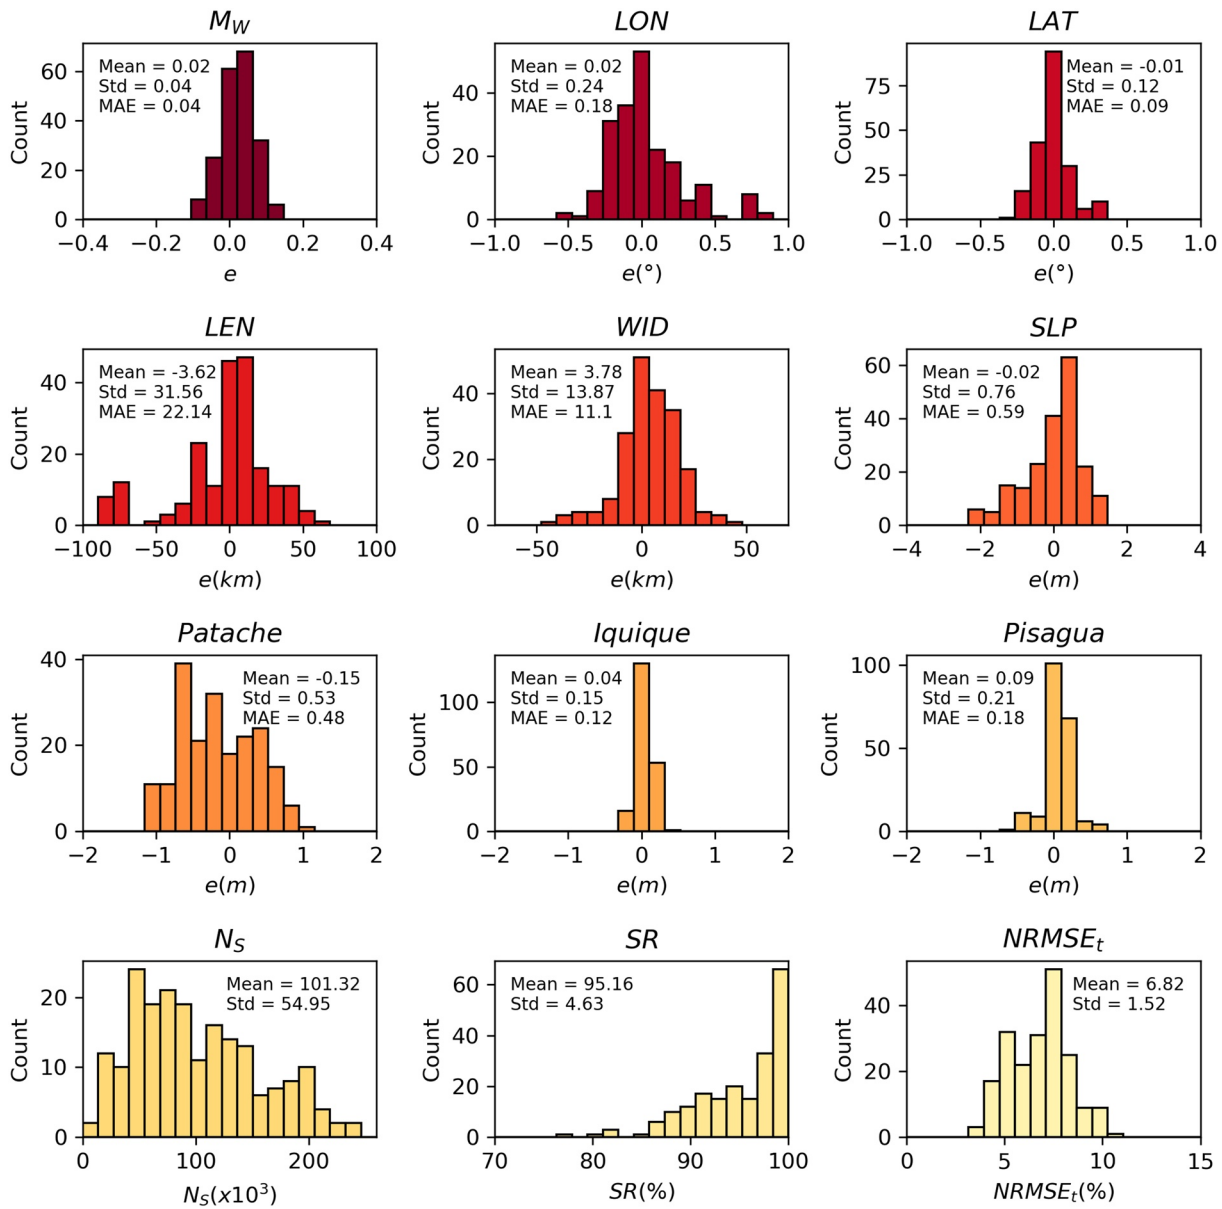 M_W
Mean = 0.02
Std = 0.04
MAE = 0.04
Count
60
40
20
0
−0.4 −0.2 0.0 0.2 0.4
e
LON
Mean = 0.02
Std = 0.24
MAE = 0.18
Count
40
20
0
−1.0 −0.5 0.0 0.5 1.0
e(°)
LAT
Mean = -0.01
Std = 0.12
MAE = 0.09
Count
75
50
25
0
−1.0 −0.5 0.0 0.5 1.0
e(°)
LEN
Mean = -3.62
Std = 31.56
MAE = 22.14
Count
40
20
0
−100 −50 0 50 100
e(km)
WID
Mean = 3.78
Std = 13.87
MAE = 11.1
Count
40
20
0
−50 0 50
e(km)
SLP
Mean = -0.02
Std = 0.76
MAE = 0.59
Count
60
40
20
0
−4 −2 0 2 4
e(m)
Patache
Mean = -0.15
Std = 0.53
MAE = 0.48
Count
40
20
0
−2 −1 0 1 2
e(m)
Iquique
Mean = 0.04
Std = 0.15
MAE = 0.12
Count
100
50
0
−2 −1 0 1 2
e(m)
Pisagua
Mean = 0.09
Std = 0.21
MAE = 0.18
Count
100
50
0
−2 −1 0 1 2
e(m)
N_S
Mean = 101.32
Std = 54.95
Count
20
10
0
0 100 200
N_S(x10³)
SR
Mean = 95.16
Std = 4.63
Count
60
40
20
0
70 80 90 100
SR(%)
NRMSE_t
Mean = 6.82
Std = 1.52
Count
40
20
0
0 5 10 15
NRMSE_t(%)